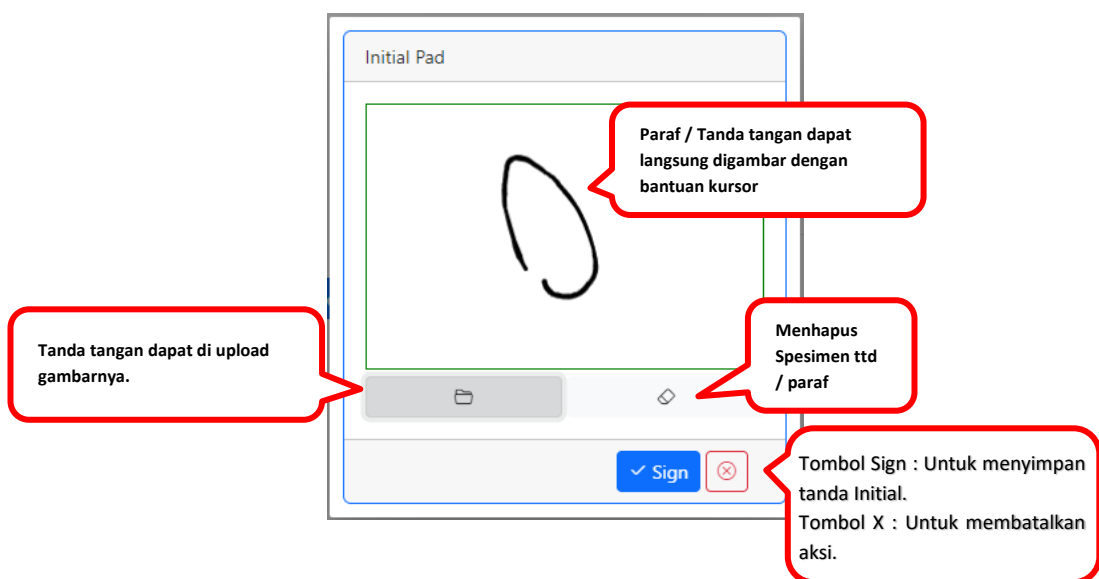 Initial Pad
Paraf / Tanda tangan dapat
langsung digambar dengan
bantuan kursor
Tanda tangan dapat di upload
gambarnya.
Menhapus
Spesimen ttd
/ paraf
Sign
Tombol Sign : Untuk menyimpan
tanda Initial.
Tombol X : Untuk membatalkan
aksi.